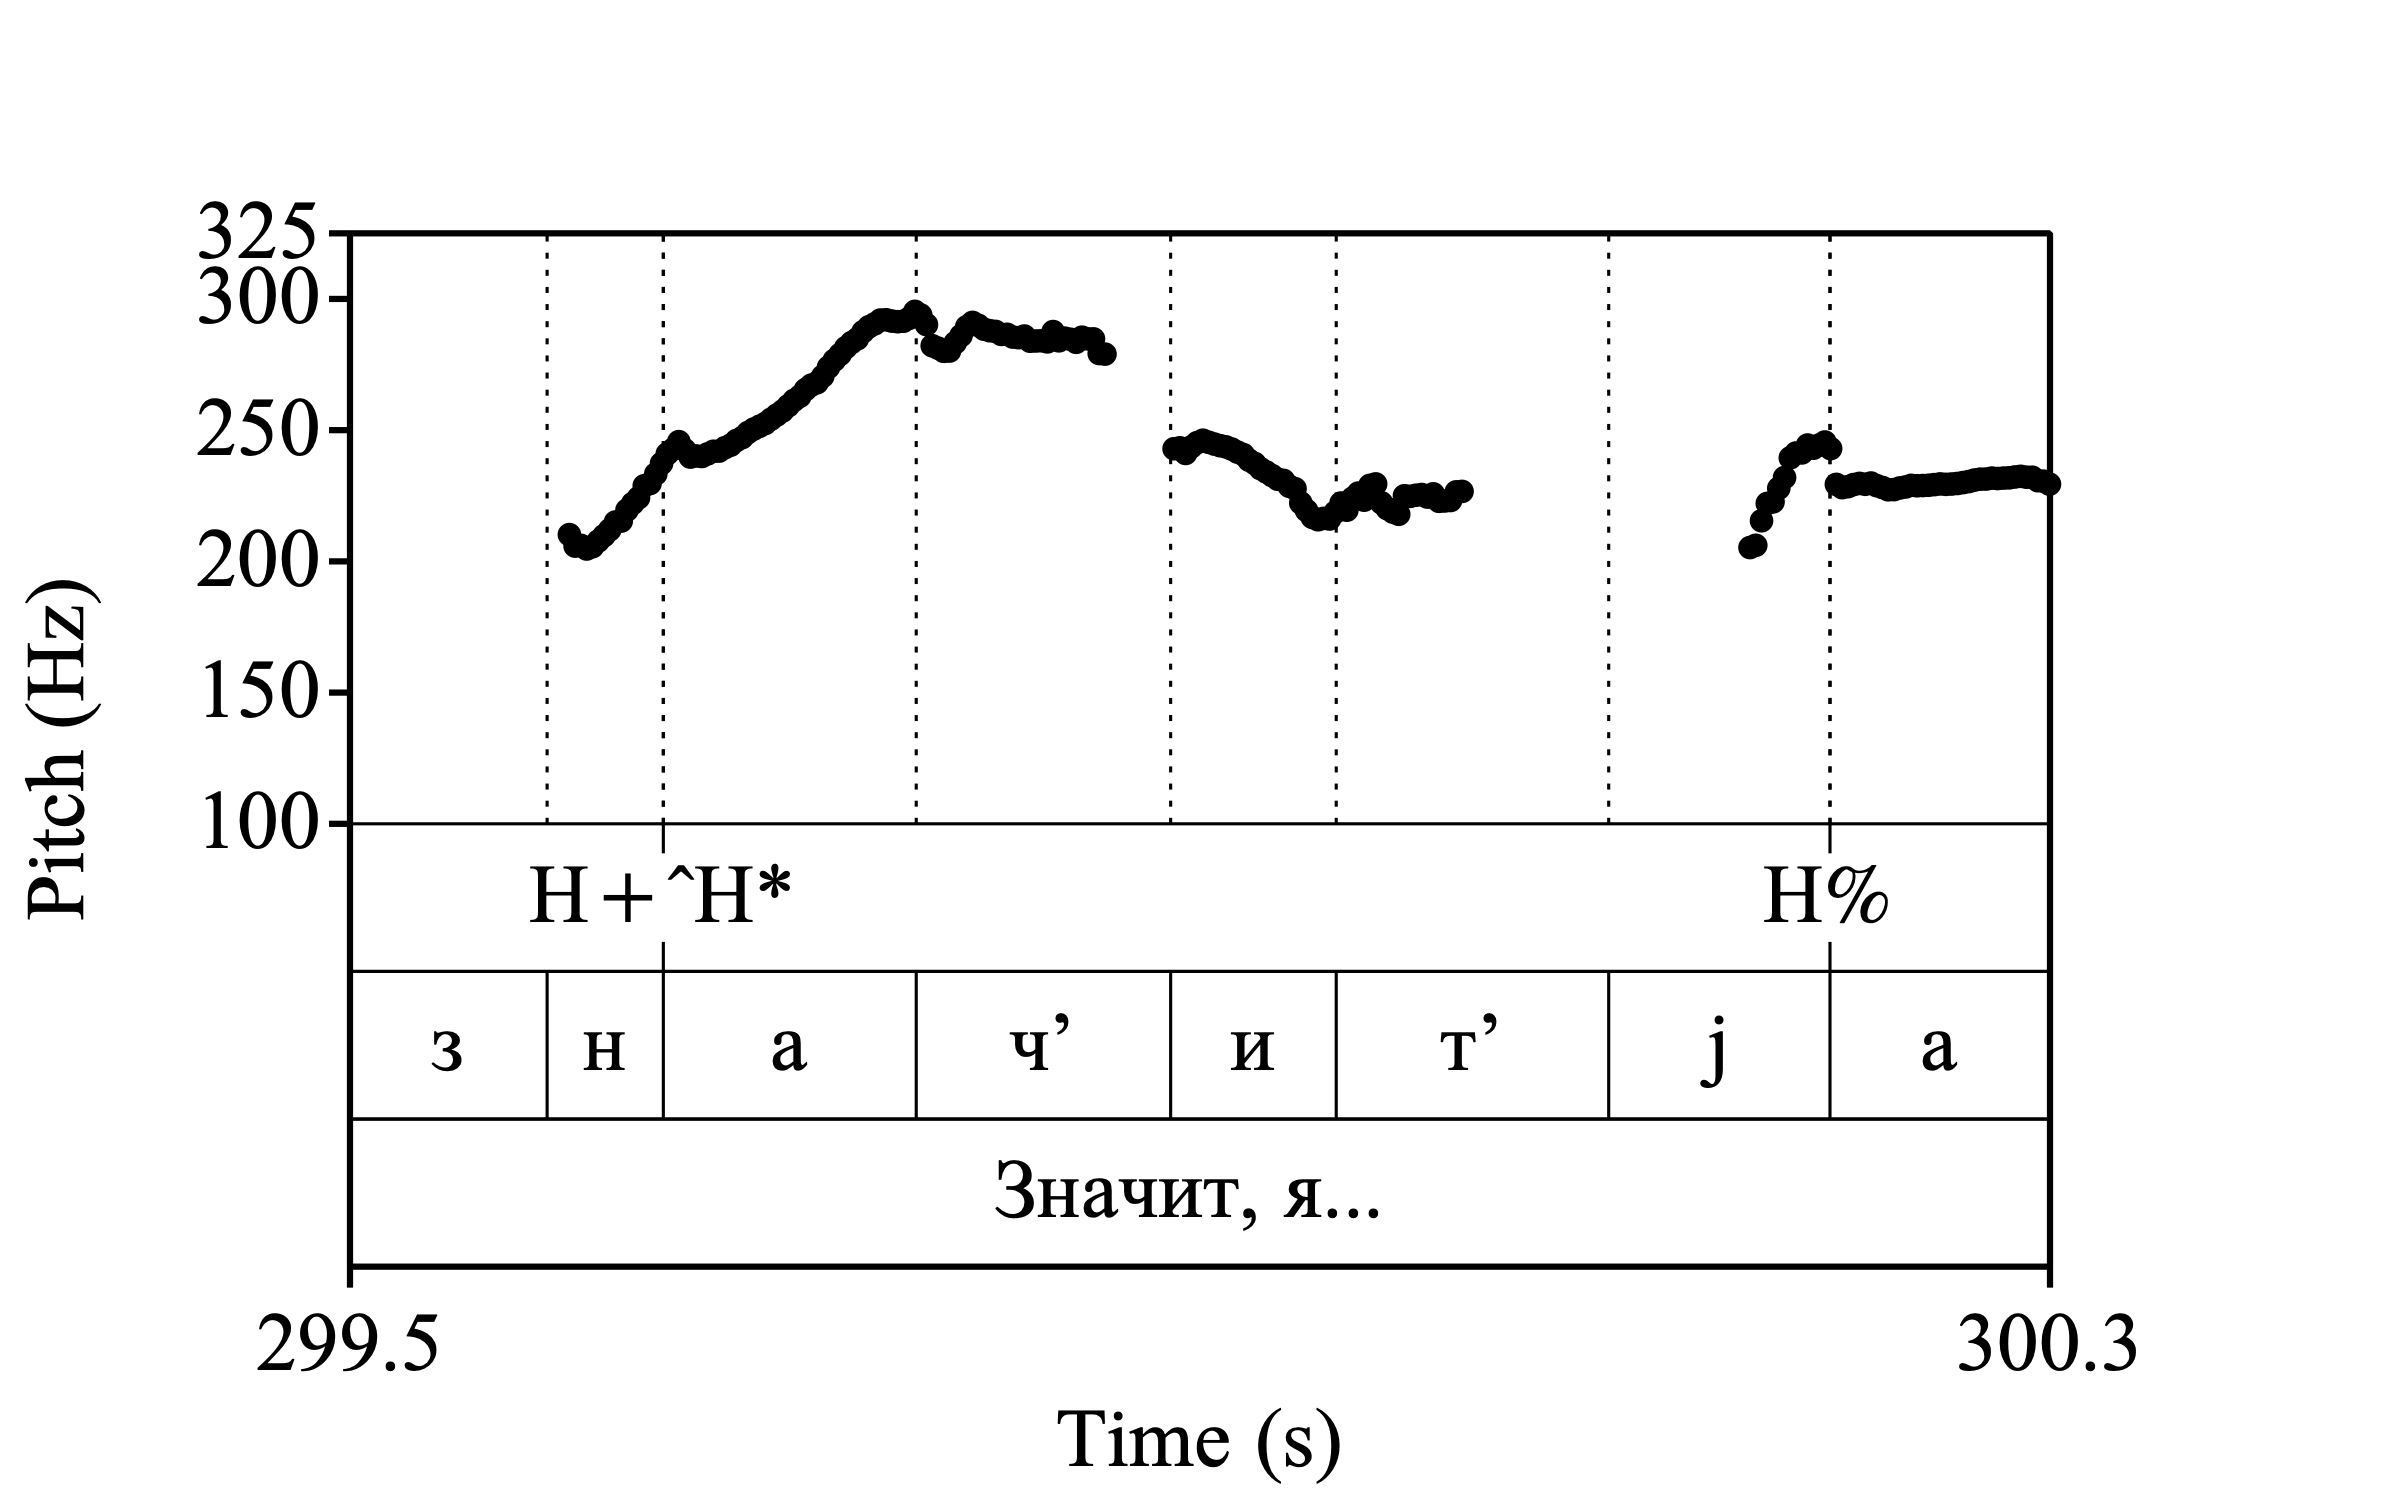 325
300
250
200
150
100
Pitch (Hz)
H+^H* H%
з н а ч’ и т’ j а
Значит, я...
299.5 300.3
Time (s)